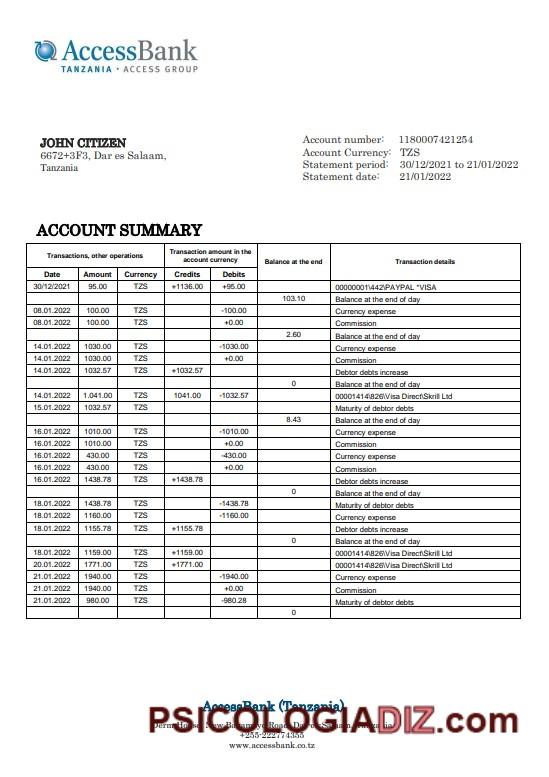 AccessBank
TANZANIA • ACCESS GROUP
JOHN CITIZEN
6672+3F3, Dar es Salaam,
Tanzania
Account number: 1180007421254
Account Currency: TZS
Statement period: 30/12/2021 to 21/01/2022
Statement date: 21/01/2022
ACCOUNT SUMMARY
Transactions, other operations Transaction amount in the account currency Balance at the end Transaction details
Date Amount Currency Credits Debits
30/12/2021 95.00 TZS +1136.00 +95.00 00000001\442\PAYPAL *VISA
103.10 Balance at the end of day
08.01.2022 100.00 TZS -100.00 Currency expense
08.01.2022 100.00 TZS +0.00 Commission
2.60 Balance at the end of day
14.01.2022 1030.00 TZS -1030.00 Currency expense
14.01.2022 1030.00 TZS +0.00 Commission
14.01.2022 1032.57 TZS +1032.57 Debtor debts increase
0 Balance at the end of day
14.01.2022 1.041.00 TZS 1041.00 -1032.57 00001414\826\Visa Direct\Skrill Ltd
15.01.2022 1032.57 TZS Maturity of debtor debts
8.43 Balance at the end of day
16.01.2022 1010.00 TZS -1010.00 Currency expense
16.01.2022 1010.00 TZS +0.00 Commission
16.01.2022 430.00 TZS -430.00 Currency expense
16.01.2022 430.00 TZS +0.00 Commission
16.01.2022 1438.78 TZS +1438.78 Debtor debts increase
0 Balance at the end of day
18.01.2022 1438.78 TZS -1438.78 Maturity of debtor debts
18.01.2022 1160.00 TZS -1160.00 Currency expense
18.01.2022 1155.78 TZS +1155.78 Debtor debts increase
0 Balance at the end of day
18.01.2022 1159.00 TZS +1159.00 00001414\826\Visa Direct\Skrill Ltd
20.01.2022 1771.00 TZS +1771.00 00001414\826\Visa Direct\Skrill Ltd
21.01.2022 1940.00 TZS -1940.00 Currency expense
21.01.2022 1940.00 TZS +0.00 Commission
21.01.2022 980.00 TZS -980.28 Maturity of debtor debts
0
AccessBank (Tanzania)
PSICOLOGIADIZ.com
+255-222774355
www.accessbank.co.tz